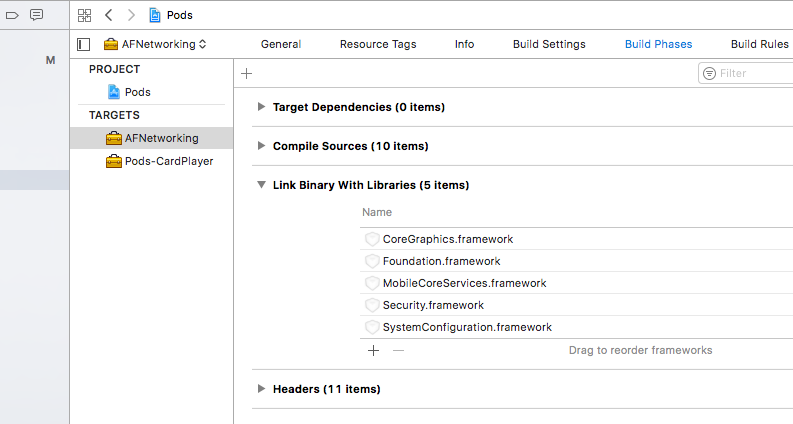 Pods
M
AFNetworking
General Resource Tags Info Build Settings Build Phases Build Rules
PROJECT
Pods
TARGETS
AFNetworking
Pods-CardPlayer
Filter
Target Dependencies (0 items)
Compile Sources (10 items)
Link Binary With Libraries (5 items)
Name
CoreGraphics.framework
Foundation.framework
MobileCoreServices.framework
Security.framework
SystemConfiguration.framework
Drag to reorder frameworks
Headers (11 items)